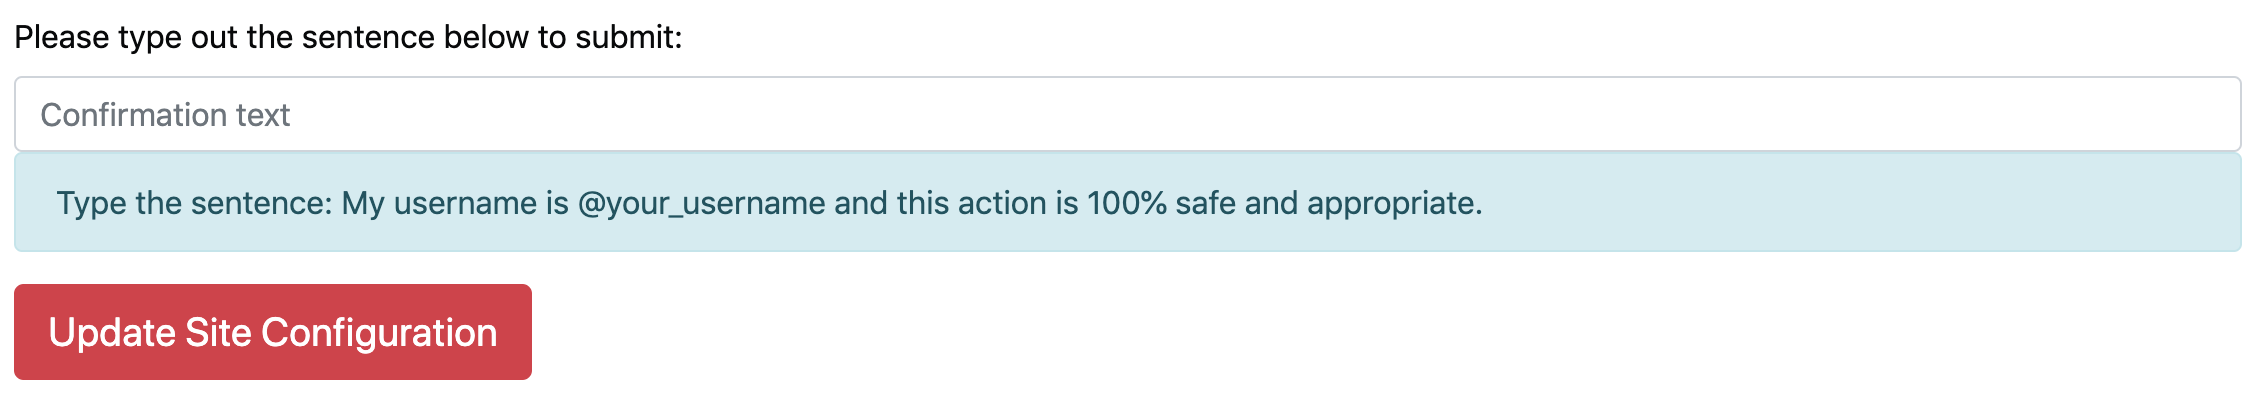 Please type out the sentence below to submit:
Confirmation text
Type the sentence: My username is @your_username and this action is 100% safe and appropriate.
Update Site Configuration